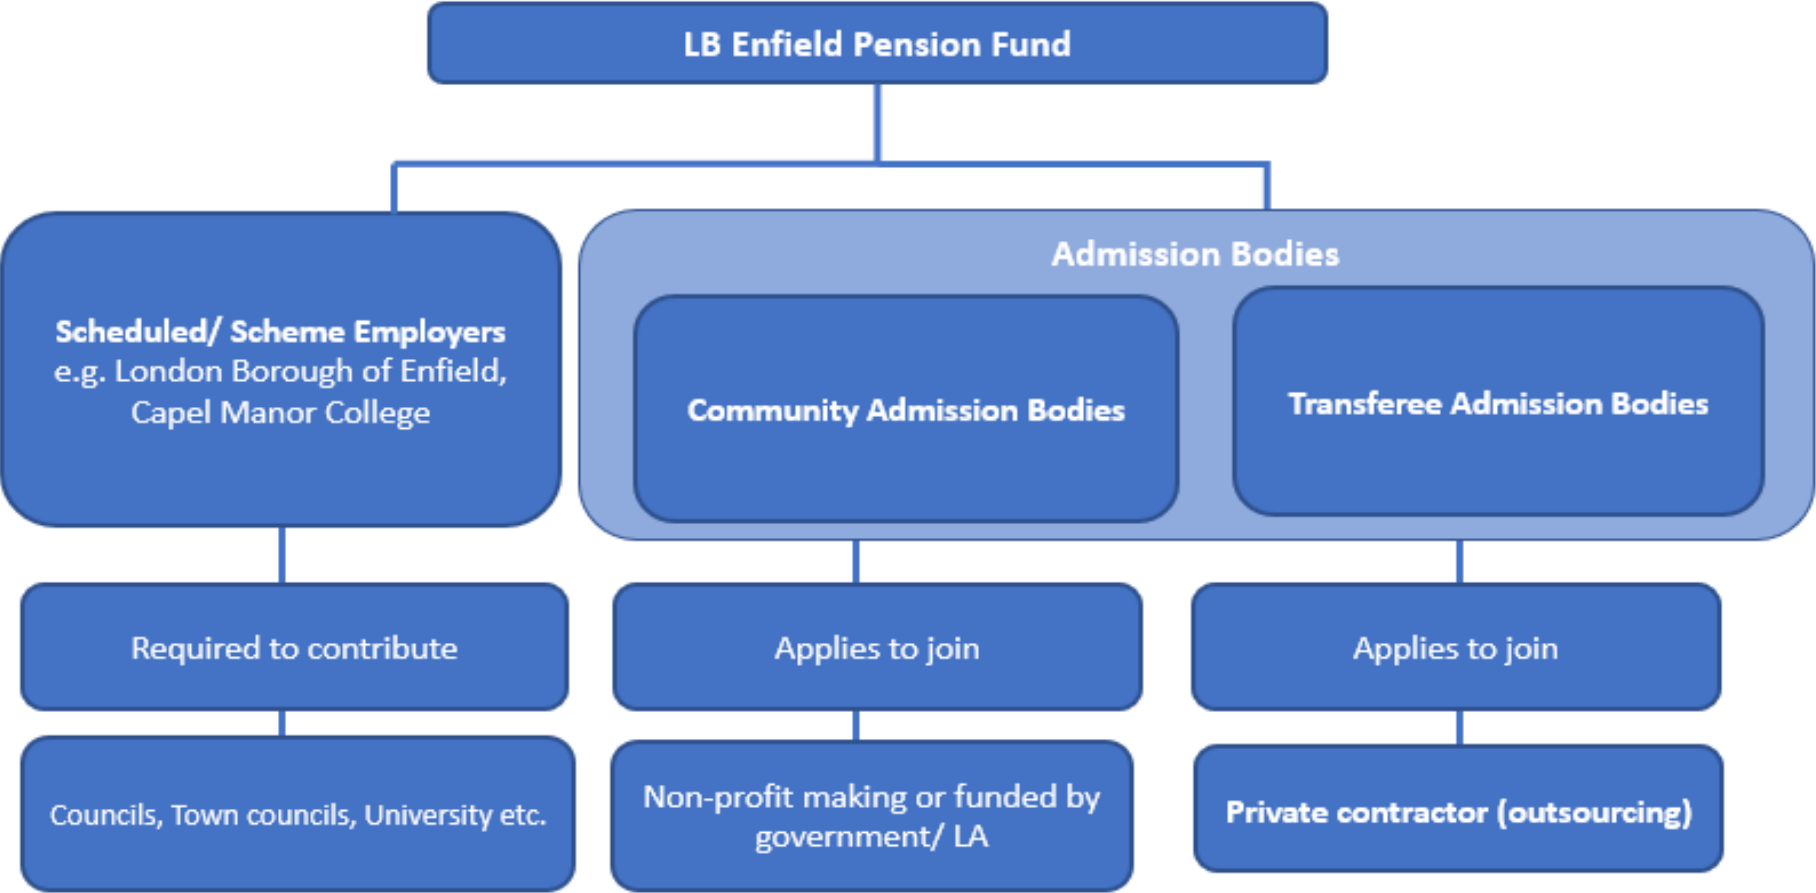 LB Enfield Pension Fund
Scheduled/ Scheme Employers
e.g. London Borough of Enfield,
Capel Manor College
Admission Bodies
Community Admission Bodies
Transferee Admission Bodies
Required to contribute
Applies to join
Applies to join
Councils, Town councils, University etc.
Non-profit making or funded by
government/ LA
Private contractor (outsourcing)